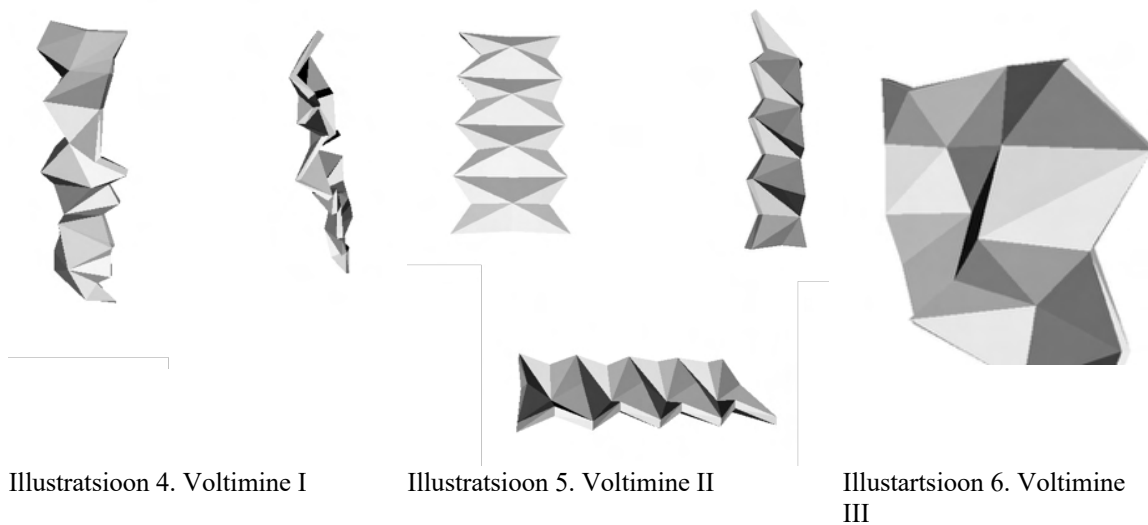 Illustratsioon 4. Voltimine I
Illustratsioon 5. Voltimine II
Illustartsioon 6. Voltimine
III